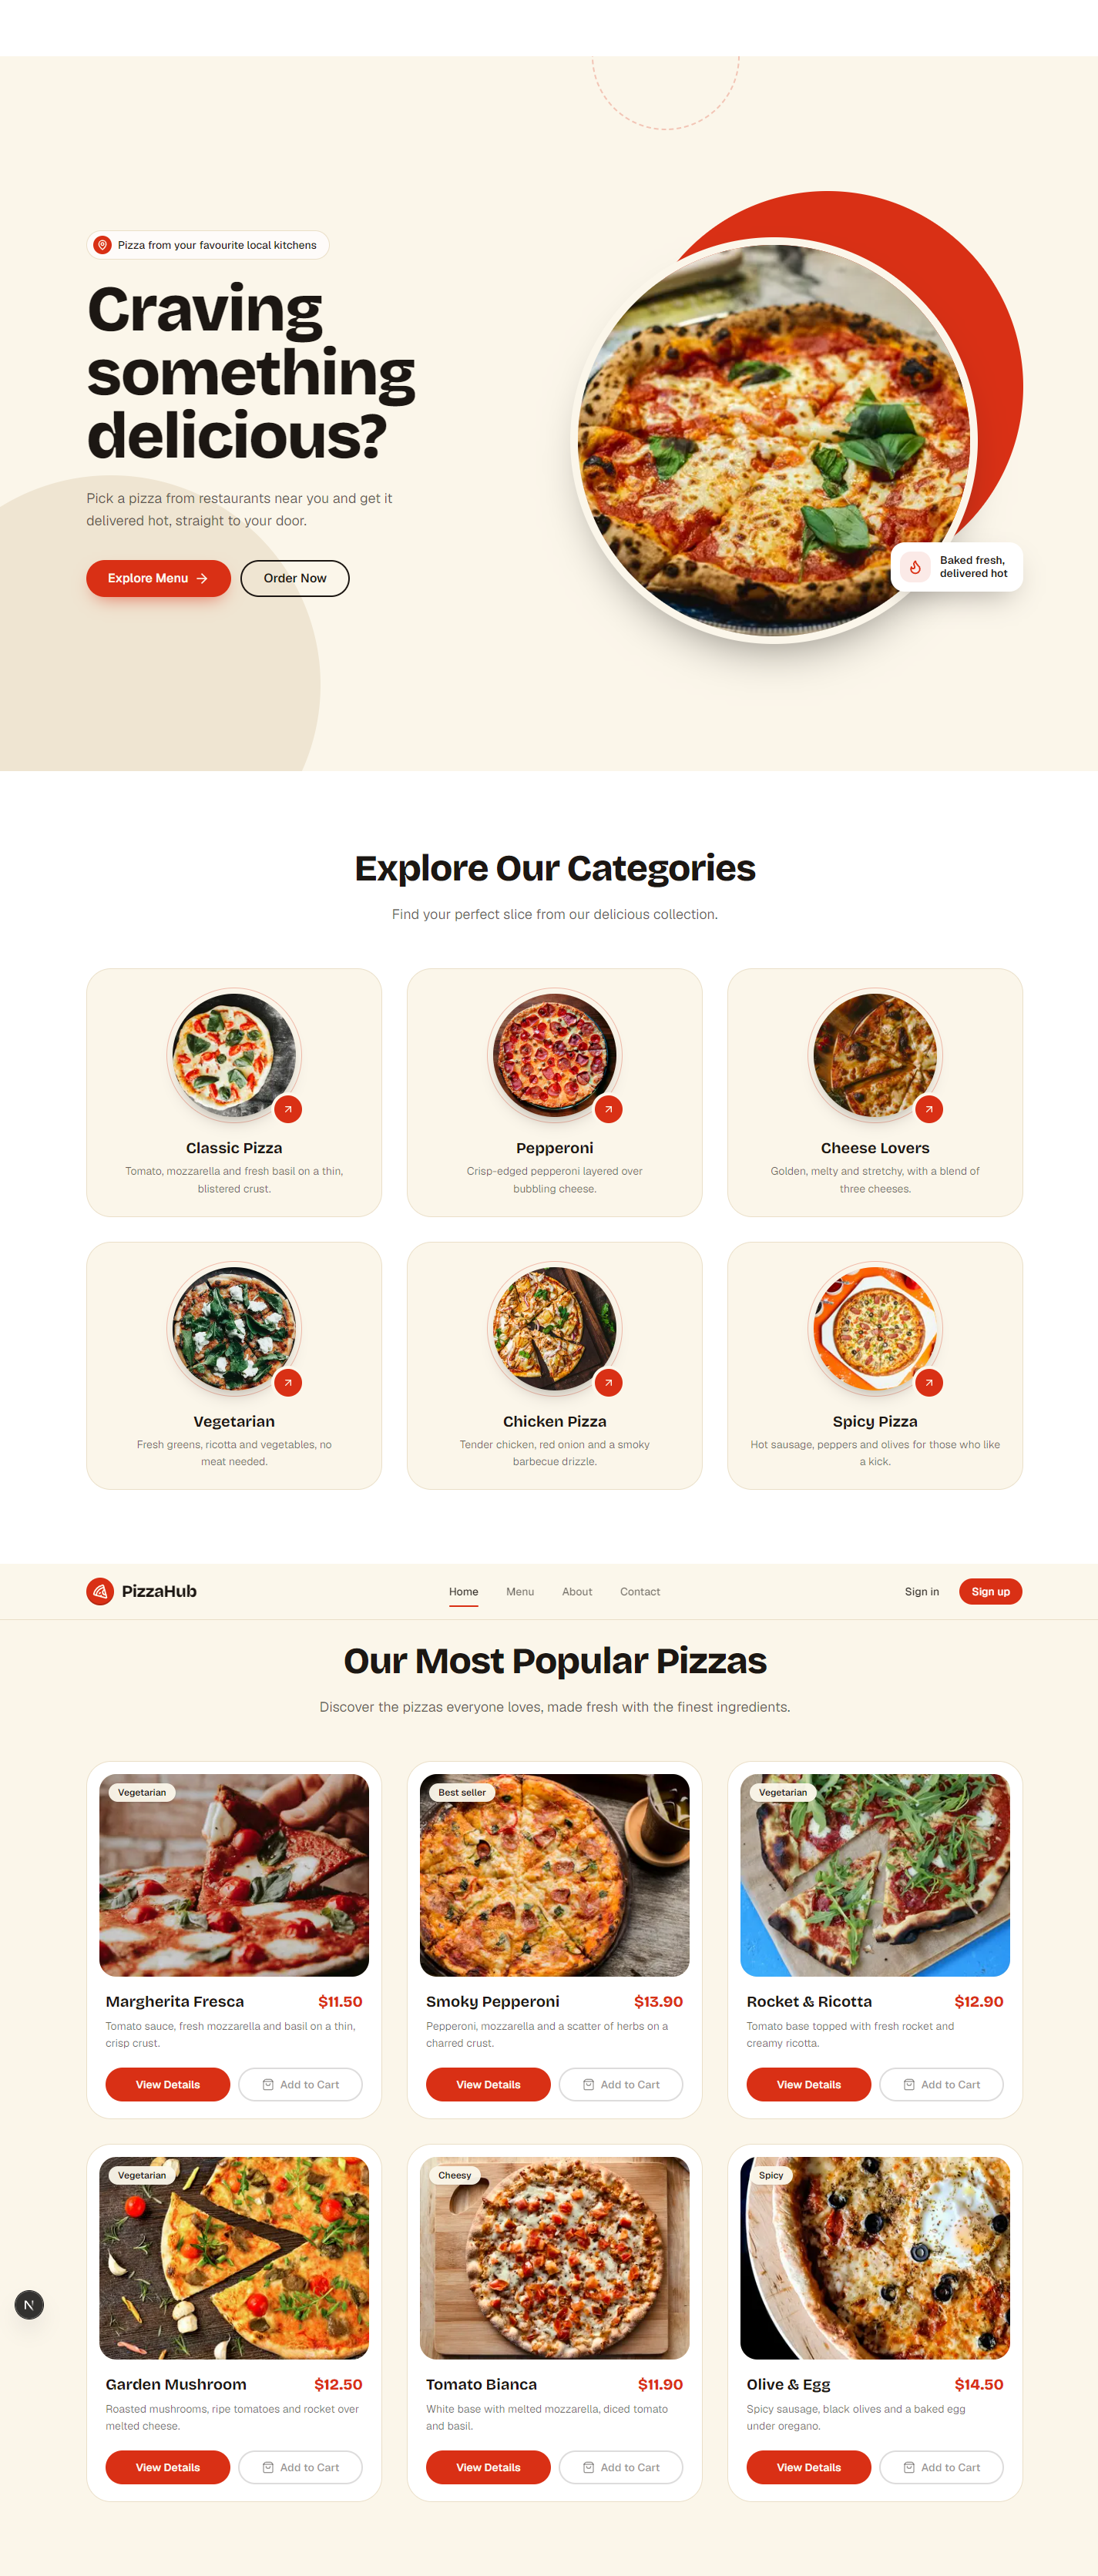 Pizza from your favourite local kitchens
Craving
something
delicious?
Pick a pizza from restaurants near you and get it
delivered hot, straight to your door.
Explore Menu
Order Now
Baked fresh,
delivered hot
Explore Our Categories
Find your perfect slice from our delicious collection.
Classic Pizza
Tomato, mozzarella and fresh basil on a thin,
blistered crust.
Pepperoni
Crisp-edged pepperoni layered over
bubbling cheese.
Cheese Lovers
Golden, melty and stretchy, with a blend of
three cheeses.
Vegetarian
Fresh greens, ricotta and vegetables, no
meat needed.
Chicken Pizza
Tender chicken, red onion and a smoky
barbecue drizzle.
Spicy Pizza
Hot sausage, peppers and olives for those who like
a kick.
PizzaHub
Home
Menu
About
Contact
Sign in
Sign up
Our Most Popular Pizzas
Discover the pizzas everyone loves, made fresh with the finest ingredients.
Vegetarian
Margherita Fresca
$11.50
Tomato sauce, fresh mozzarella and basil on a thin,
crisp crust.
View Details
Add to Cart
Best seller
Smoky Pepperoni
$13.90
Pepperoni, mozzarella and a scatter of herbs on a
charred crust.
View Details
Add to Cart
Vegetarian
Rocket & Ricotta
$12.90
Tomato base topped with fresh rocket and
creamy ricotta.
View Details
Add to Cart
Vegetarian
Garden Mushroom
$12.50
Roasted mushrooms, ripe tomatoes and rocket over
melted cheese.
View Details
Add to Cart
Cheesy
Tomato Bianca
$11.90
White base with melted mozzarella, diced tomato
and basil.
View Details
Add to Cart
Spicy
Olive & Egg
$14.50
Spicy sausage, black olives and a baked egg
under oregano.
View Details
Add to Cart
N